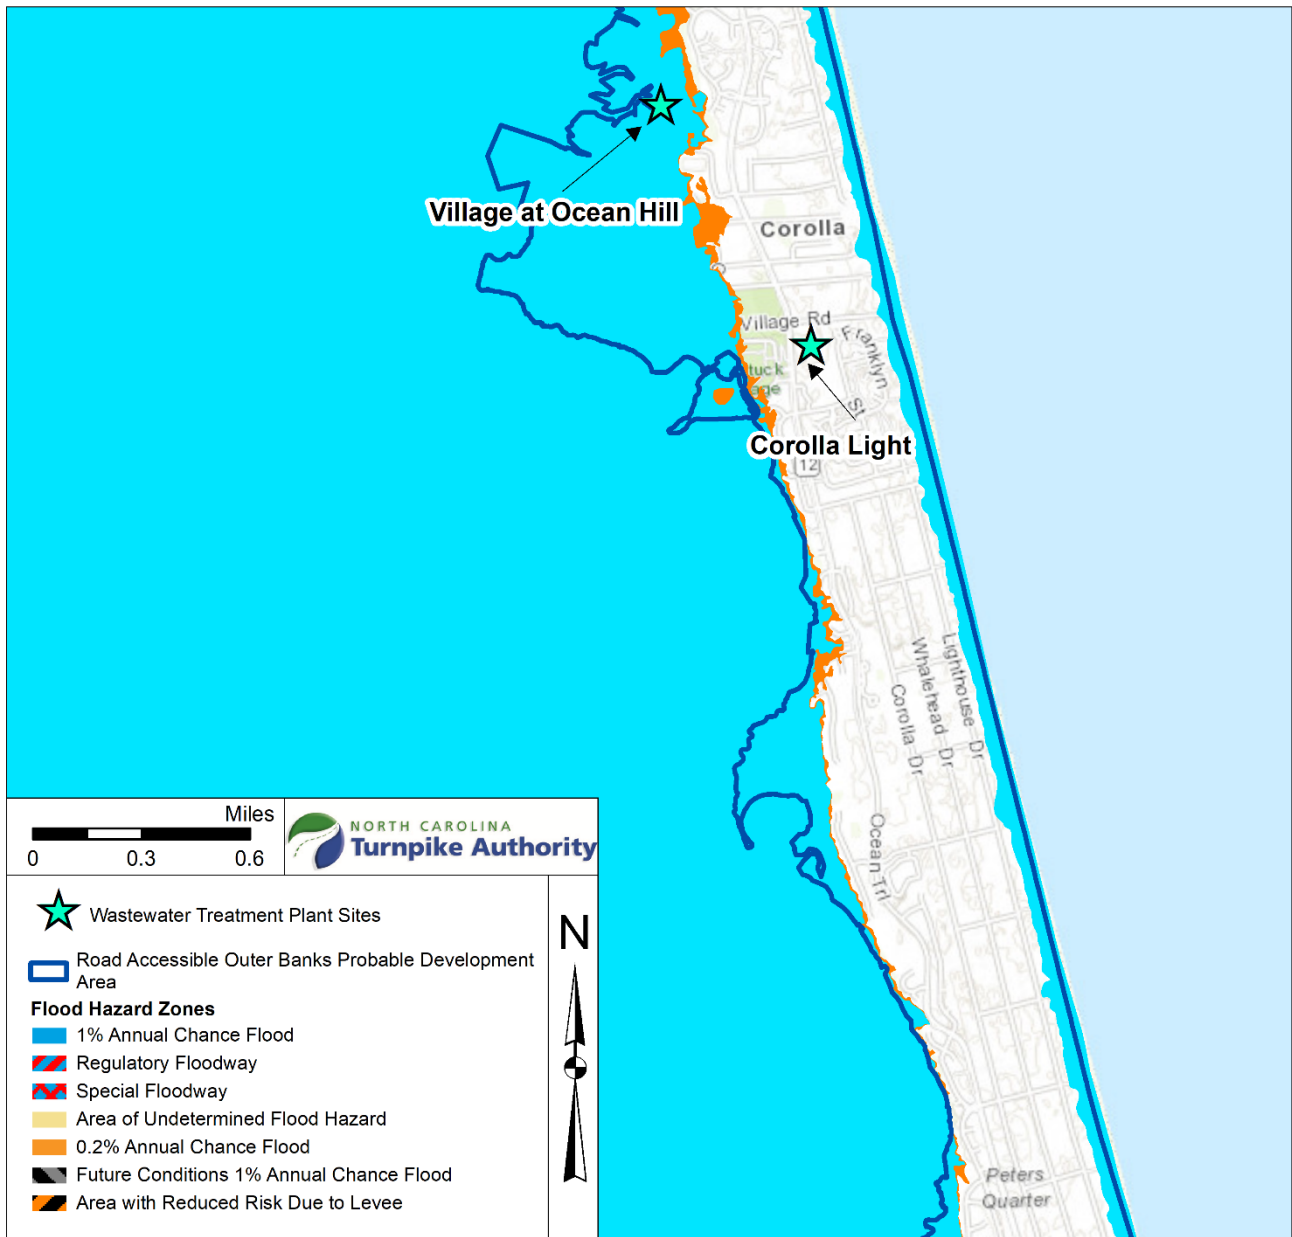 Village at Ocean Hill
Corolla
Village Rd
Franklyn
St
tuck
age
Corolla Light
12
Lighthouse Dr
Whalehead Dr
Corolla Dr
Ocean Trl
Peters
Quarter
Miles
0 0.3 0.6
NORTH CAROLINA
Turnpike Authority
N
Wastewater Treatment Plant Sites
Road Accessible Outer Banks Probable Development
Area
Flood Hazard Zones
1% Annual Chance Flood
Regulatory Floodway
Special Floodway
Area of Undetermined Flood Hazard
0.2% Annual Chance Flood
Future Conditions 1% Annual Chance Flood
Area with Reduced Risk Due to Levee